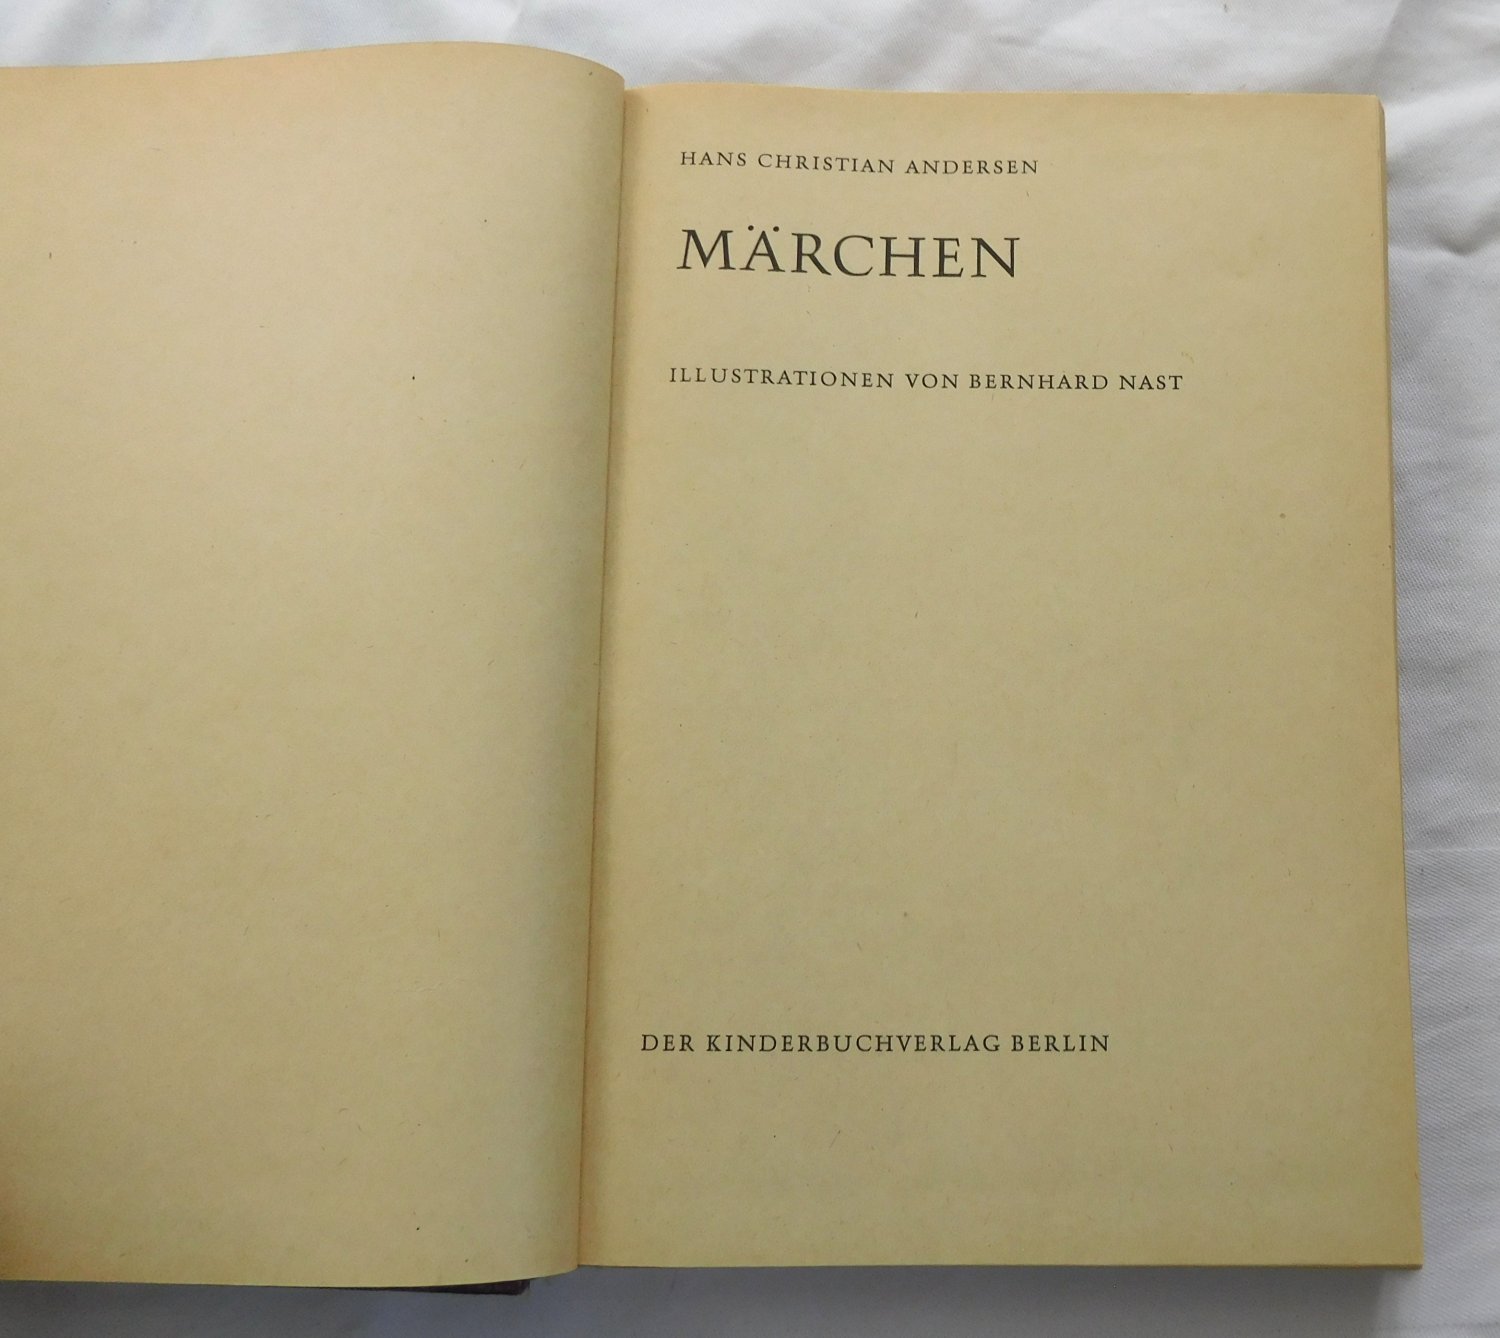 HANS CHRISTIAN ANDERSEN
MÄRCHEN
ILLUSTRATIONEN VON BERNHARD NAST
DER KINDERBUCHVERLAG BERLIN